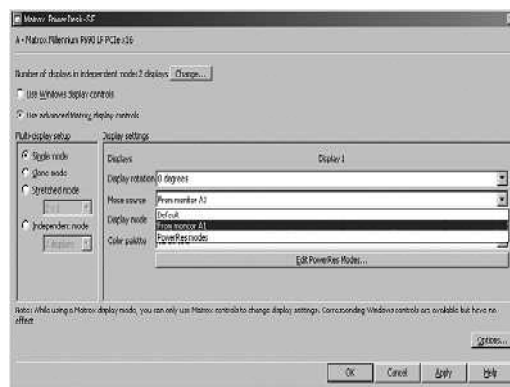 Matrox PowerDesk-SE
A - Matrox Millennium P690 LP PCIe x16
Number of displays in independent mode: 2 displays Change...
Use Windows display controls
Use advanced Matrox display controls
Multi-display setup
Single mode
Clone mode
Stretched mode
Independent mode
2 displays
Display settings
Displays Display 1
Display rotation 0 degrees
Mode source From monitor A1
Default
From monitor A1
PowerRes modes
Display mode
Color palette
Edit PowerRes Modes...
Note: While using a Matrox display mode, you can only use Matrox controls to change display settings. Corresponding Windows controls are available but have no
effect.
Options...
OK Cancel Apply Help